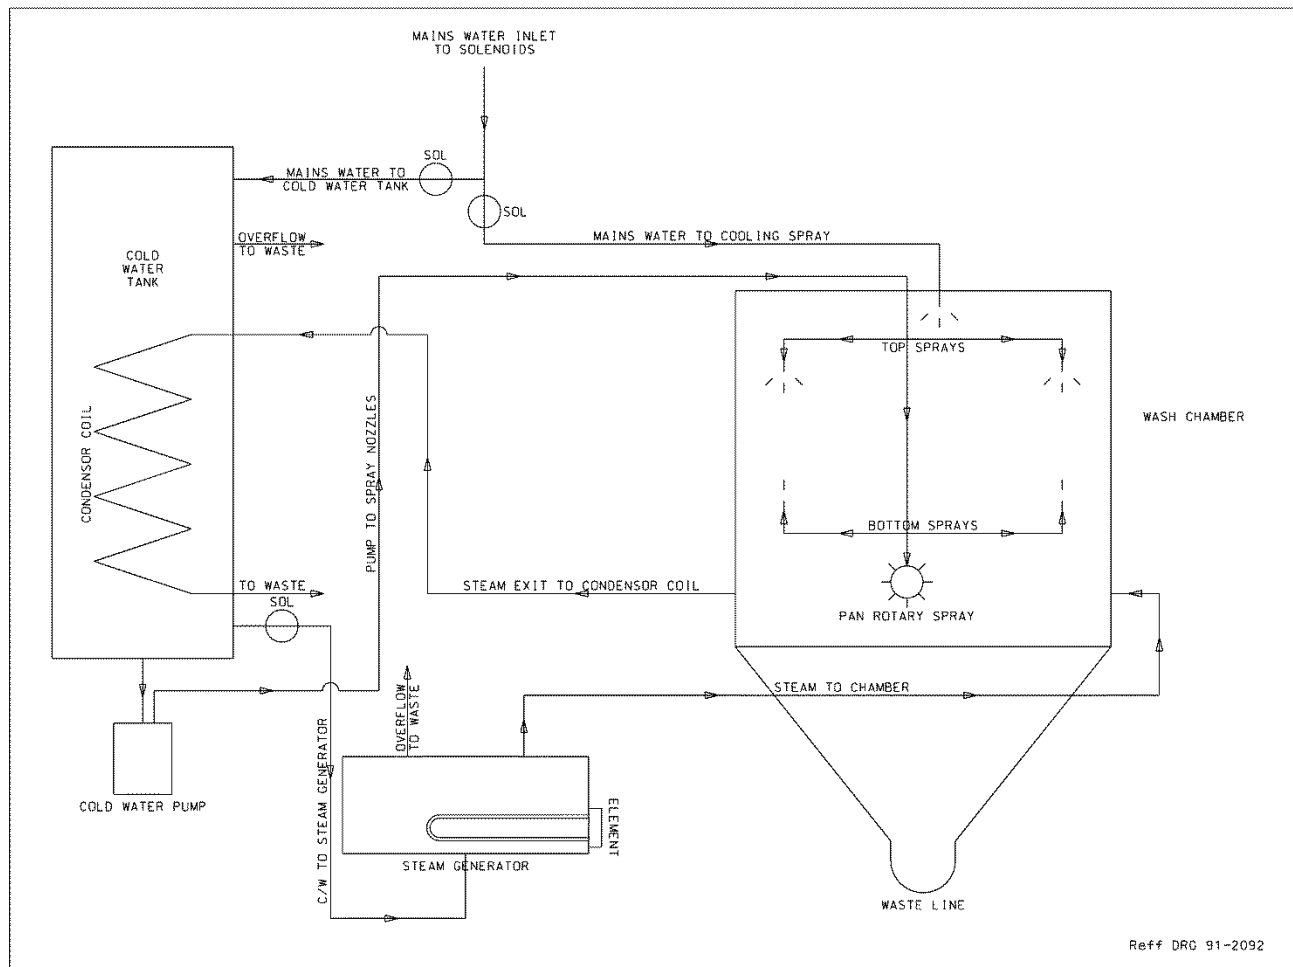 MAINS WATER INLET
TO SOLENOIDS
SOL
MAINS WATER TO
COLD WATER TANK
SOL
OVERFLOW
TO WASTE
MAINS WATER TO COOLING SPRAY
COLD
WATER
TANK
TOP SPRAYS
WASH CHAMBER
CONDENSOR COIL
PUMP TO SPRAY NOZZLES
BOTTOM SPRAYS
TO WASTE
SOL
STEAM EXIT TO CONDENSOR COIL
PAN ROTARY SPRAY
STEAM TO CHAMBER
OVERFLOW
TO WASTE
COLD WATER PUMP
C/W TO STEAM GENERATOR
ELEMENT
STEAM GENERATOR
WASTE LINE
Reff DRG 91-2092